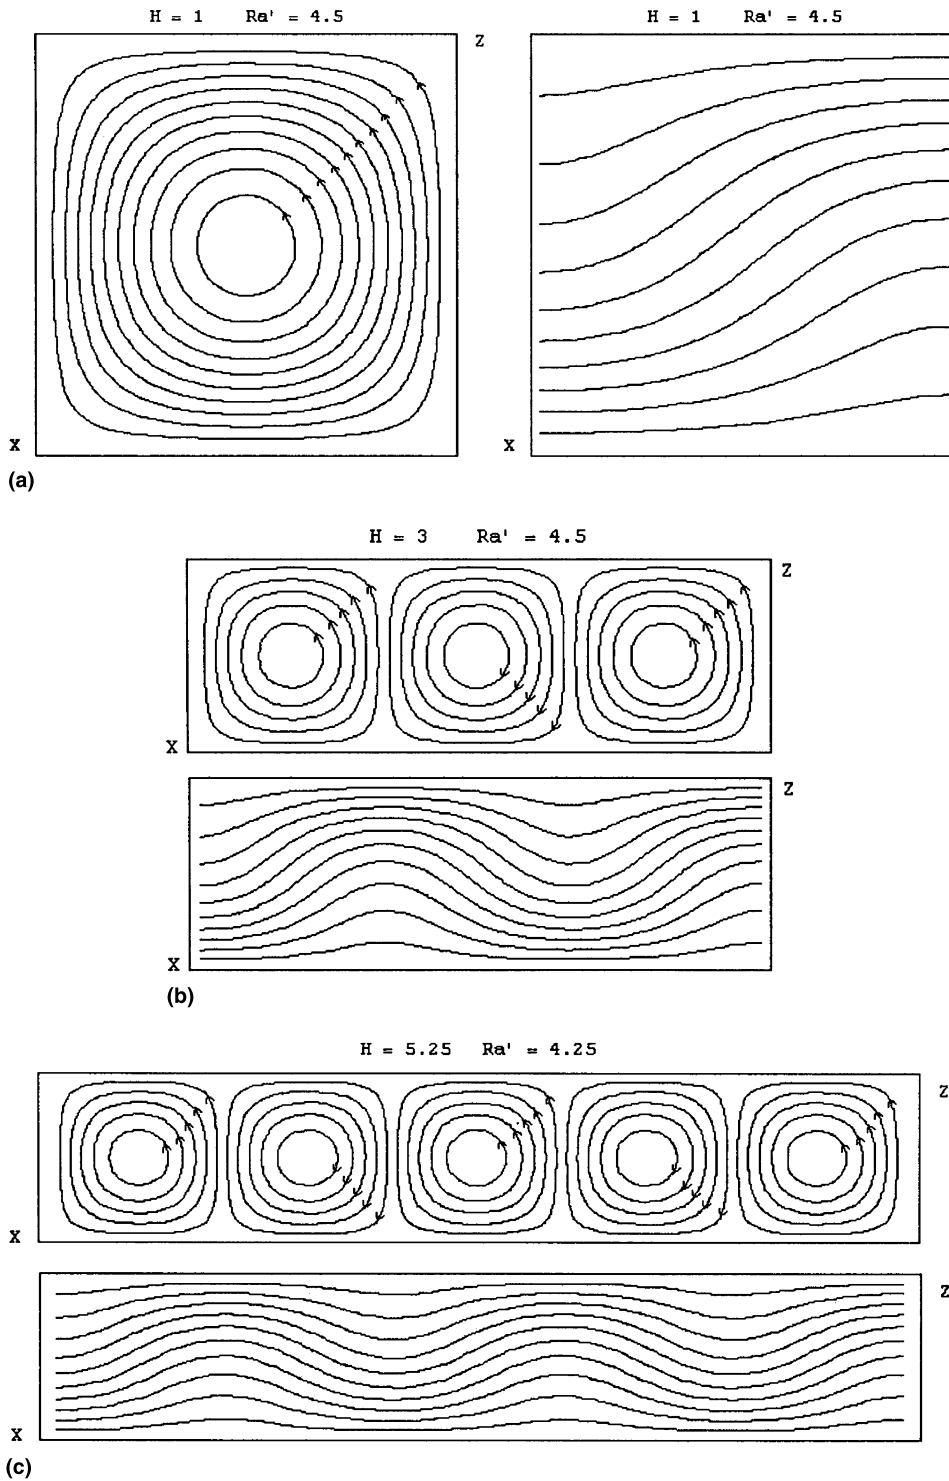 H = 1    Ra' = 4.5
H = 1    Ra' = 4.5
Z
X
X
(a)
H = 3    Ra' = 4.5
Z
X
Z
X
(b)
H = 5.25   Ra' = 4.25
Z
X
Z
X
(c)